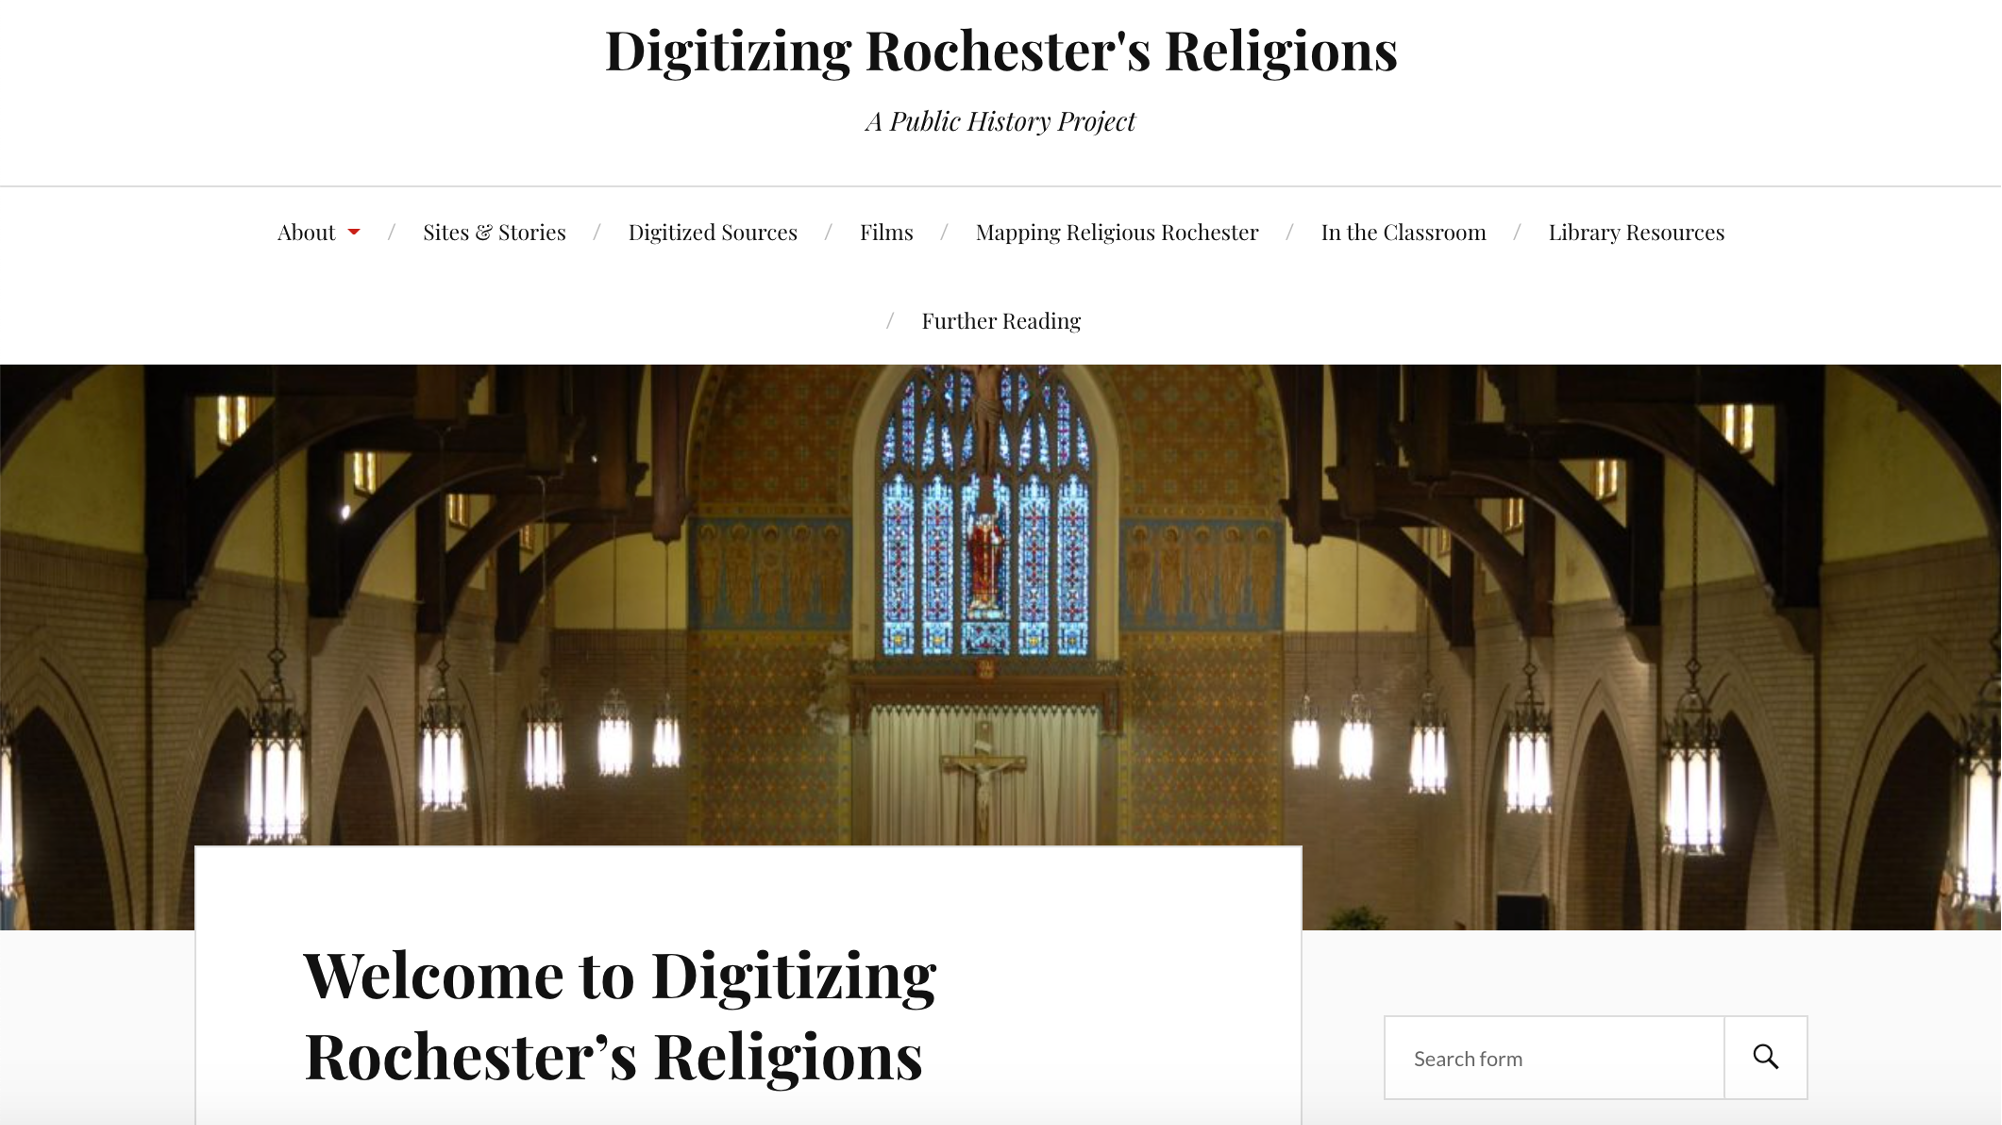 Digitizing Rochester's Religions
A Public History Project
About / Sites & Stories / Digitized Sources / Films / Mapping Religious Rochester / In the Classroom / Library Resources
/ Further Reading
Welcome to Digitizing
Rochester’s Religions
Search form